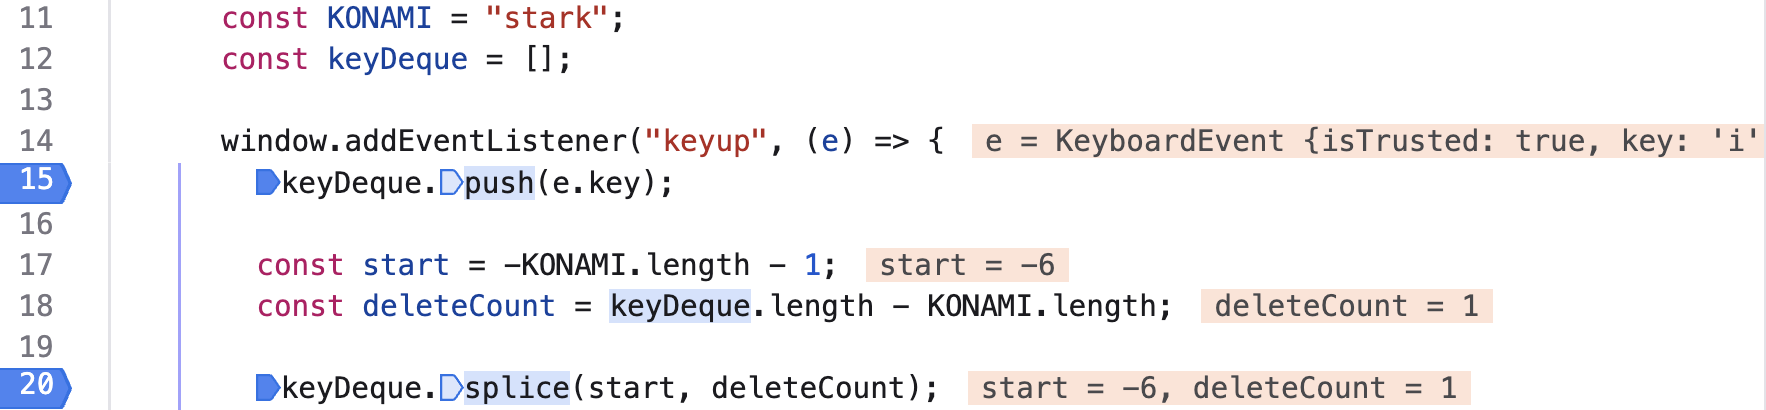 11 const KONAMI = "stark";
12 const keyDeque = [];
13
14 window.addEventListener("keyup", (e) => { e = KeyboardEvent {isTrusted: true, key: 'i'
15 keyDeque.push(e.key);
16
17 const start = -KONAMI.length - 1; start = -6
18 const deleteCount = keyDeque.length - KONAMI.length; deleteCount = 1
19
20 keyDeque.splice(start, deleteCount); start = -6, deleteCount = 1